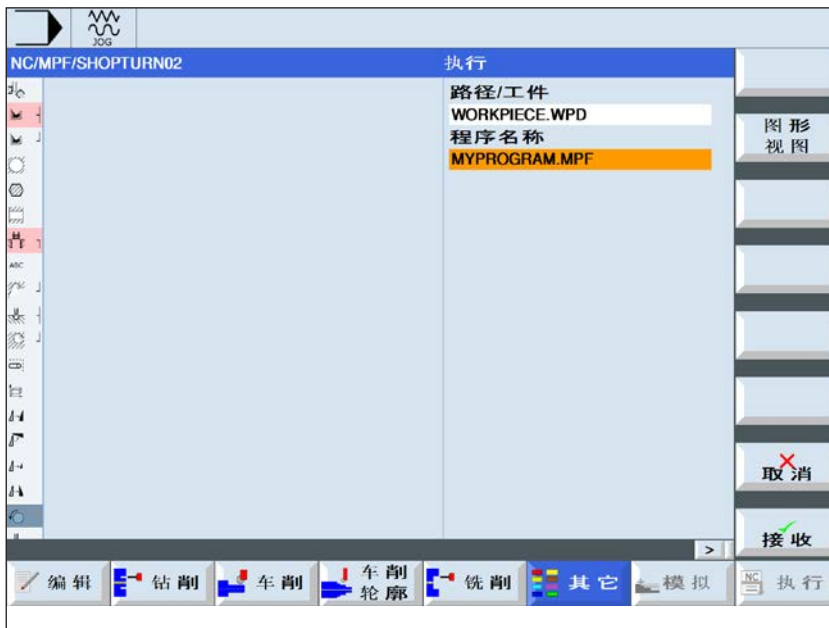 JOG
NC/MPF/SHOPTURN02
执行
路径/工件
WORKPIECE.WPD
程序名称
MYPROGRAM.MPF
ABC
图形
视图
取消
接收
>
编辑
钻削
车削
车削
轮廓
铣削
其它
模拟
NC
执行